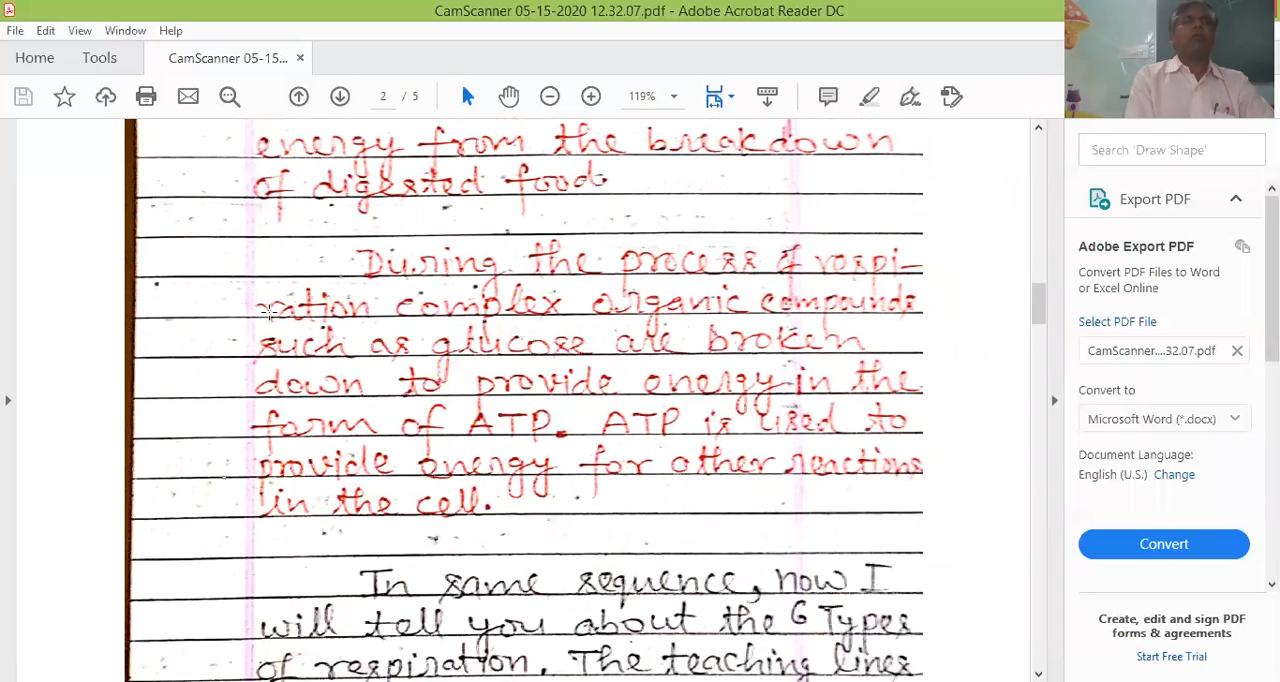 CamScanner 05-15-2020 12.32.07.pdf - Adobe Acrobat Reader DC
File Edit View Window Help
Home Tools CamScanner 05-15... ×
2 / 5 119%
energy from the breakdown
of digested food.
During the process of respi-
ration complex organic compounds
such as glucose are broken
down to provide energy in the
form of ATP. ATP is used to
provide energy for other reactions
in the cell.
In same sequence, now I
will tell you about the 6 Types
of respiration. The teaching lines
Search 'Draw Shape'
Export PDF
Adobe Export PDF
Convert PDF Files to Word
or Excel Online
Select PDF File
CamScanner....32.07.pdf
Convert to
Microsoft Word (*.docx)
Document Language:
English (U.S.) Change
Convert
Create, edit and sign PDF
forms & agreements
Start Free Trial